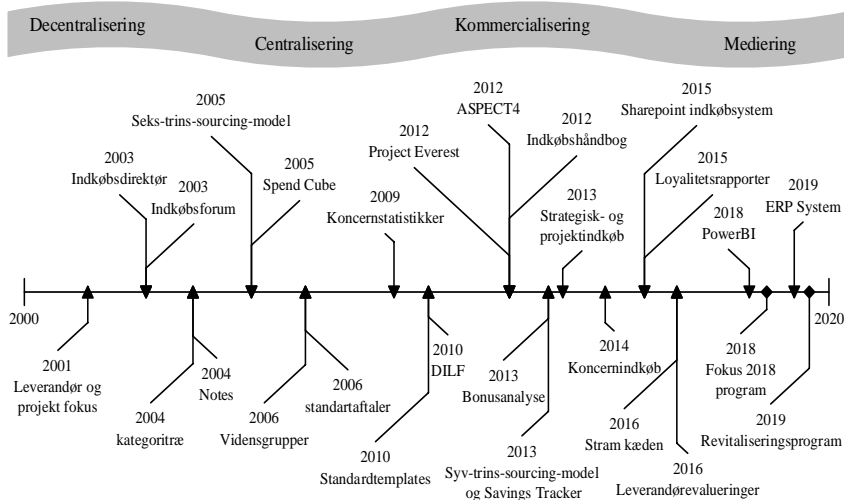 Decentralisering
Centralisering
Kommercialisering
Mediering
2003
Indkøbsdirektør
2003
Indkøbsforum
2005
Seks-trins-sourcing-model
2005
Spend Cube
2009
Koncernstatistikker
2012
Project Everest
2012
ASPECT4
2012
Indkøbshåndbog
2013
Strategisk- og
projektindkøb
2015
Sharepoint indkøbsystem
2015
Loyalitetsrapporter
2018
PowerBI
2019
ERP System
2000
2020
2001
Leverandør og
projekt fokus
2004
kategoritræ
2004
Notes
2006
Vidensgrupper
2006
standartaftaler
2010
Standardtemplates
2010
DILF
2013
Bonusanalyse
2013
Syv-trins-sourcing-model
og Savings Tracker
2014
Koncernindkøb
2016
Stram kæden
2016
Leverandørevalueringer
2018
Fokus 2018
program
2019
Revitaliseringsprogram